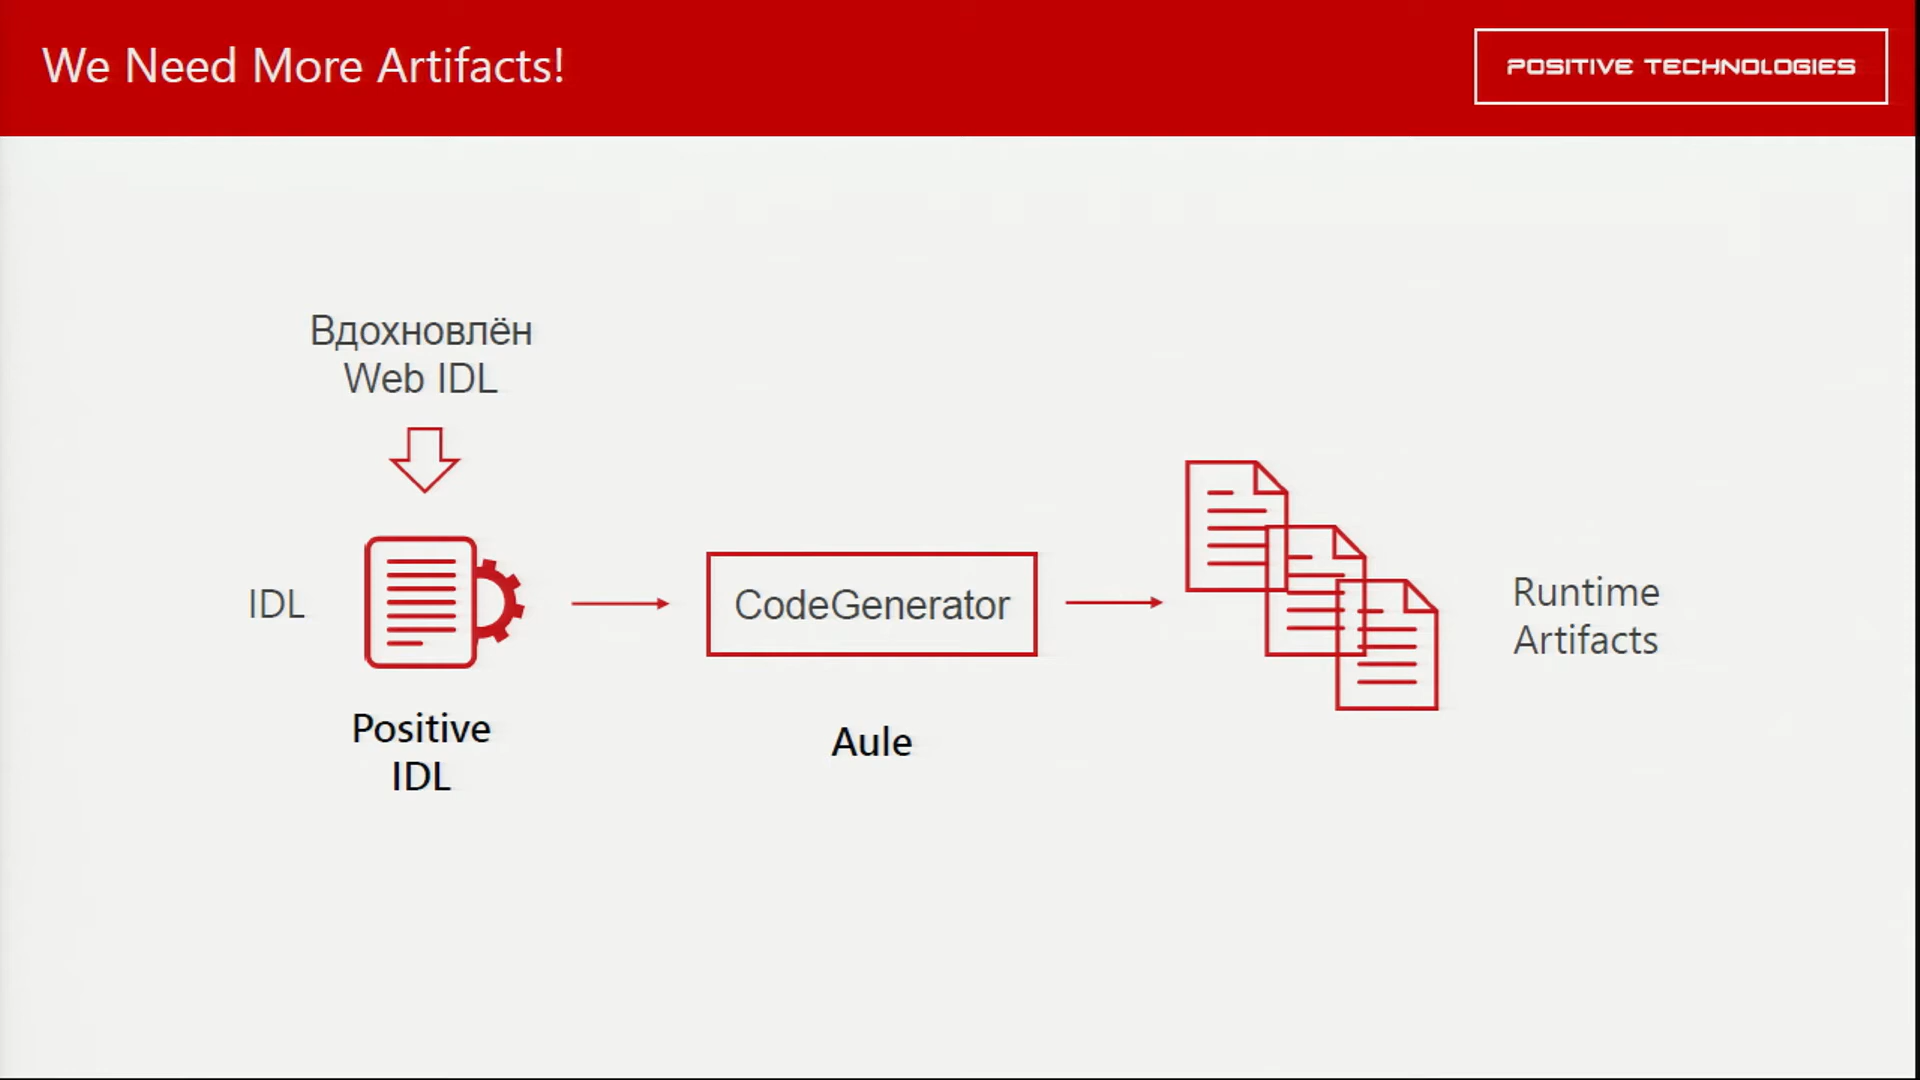 We Need More Artifacts!
POSITIVE TECHNOLOGIES
Вдохновлён
Web IDL
IDL
CodeGenerator
Runtime
Artifacts
Positive
IDL
Aule